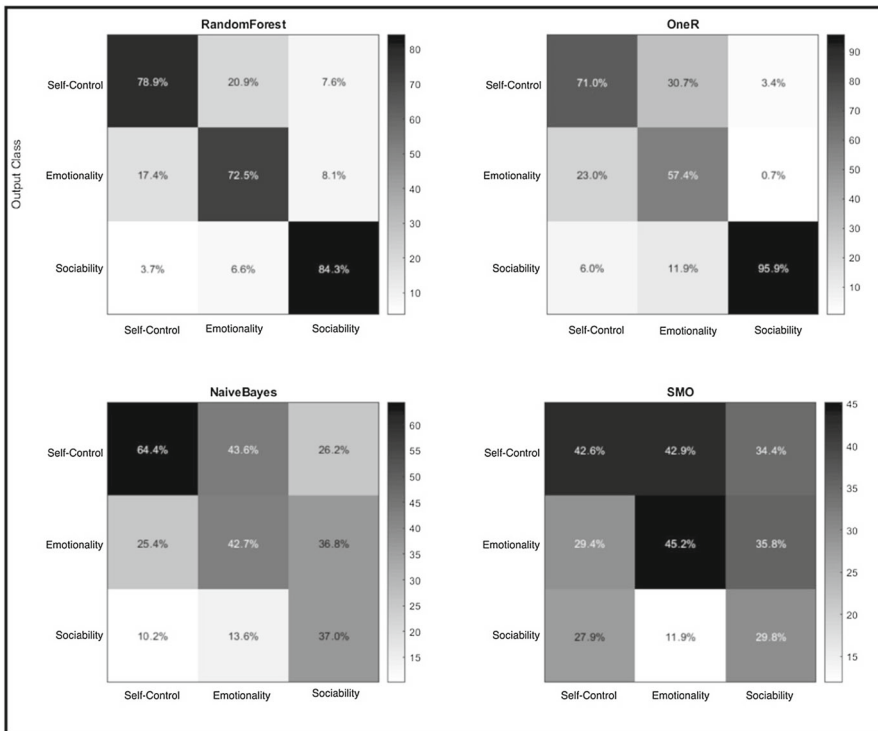 RandomForest
Output Class
Self-Control 78.9% 20.9% 7.6%
Emotionality 17.4% 72.5% 8.1%
Sociability 3.7% 6.6% 84.3%
Self-Control Emotionality Sociability
80
70
60
50
40
30
20
10
OneR
Self-Control 71.0% 30.7% 3.4%
Emotionality 23.0% 57.4% 0.7%
Sociability 6.0% 11.9% 95.9%
Self-Control Emotionality Sociability
90
80
70
60
50
40
30
20
10
NaiveBayes
Self-Control 64.4% 43.6% 26.2%
Emotionality 25.4% 42.7% 36.8%
Sociability 10.2% 13.6% 37.0%
Self-Control Emotionality Sociability
60
55
50
45
40
35
30
25
20
15
SMO
Self-Control 42.6% 42.9% 34.4%
Emotionality 29.4% 45.2% 35.8%
Sociability 27.9% 11.9% 29.8%
Self-Control Emotionality Sociability
45
40
35
30
25
20
15